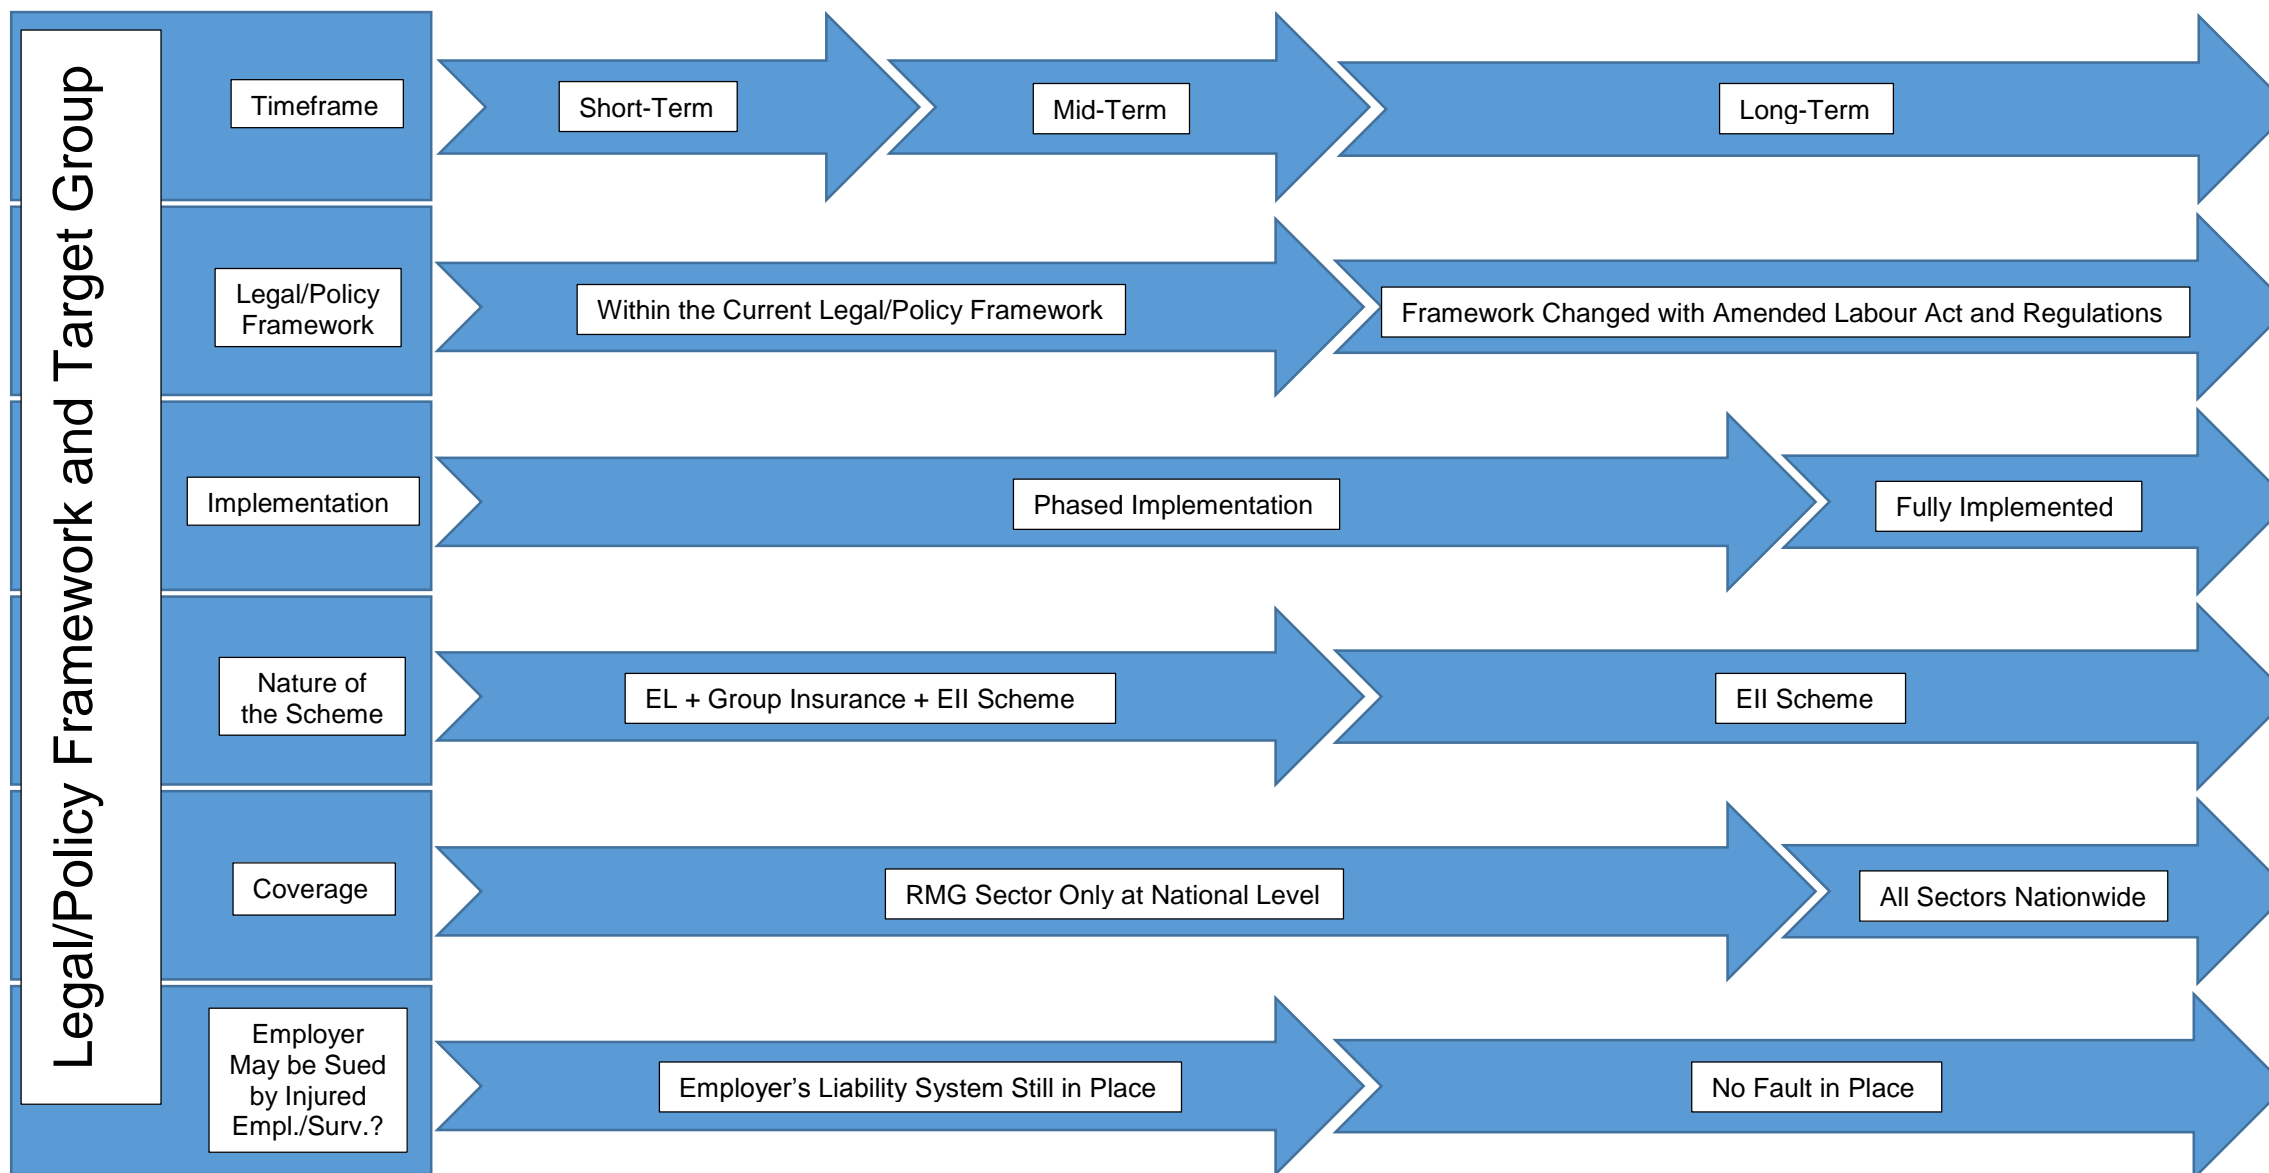 Legal/Policy Framework and Target Group
Timeframe
Short-Term
Mid-Term
Long-Term
Legal/Policy
Framework
Within the Current Legal/Policy Framework
Framework Changed with Amended Labour Act and Regulations
Implementation
Phased Implementation
Fully Implemented
Nature of
the Scheme
EL + Group Insurance + EII Scheme
EII Scheme
Coverage
RMG Sector Only at National Level
All Sectors Nationwide
Employer
May be Sued
by Injured
Empl./Surv.?
Employer’s Liability System Still in Place
No Fault in Place